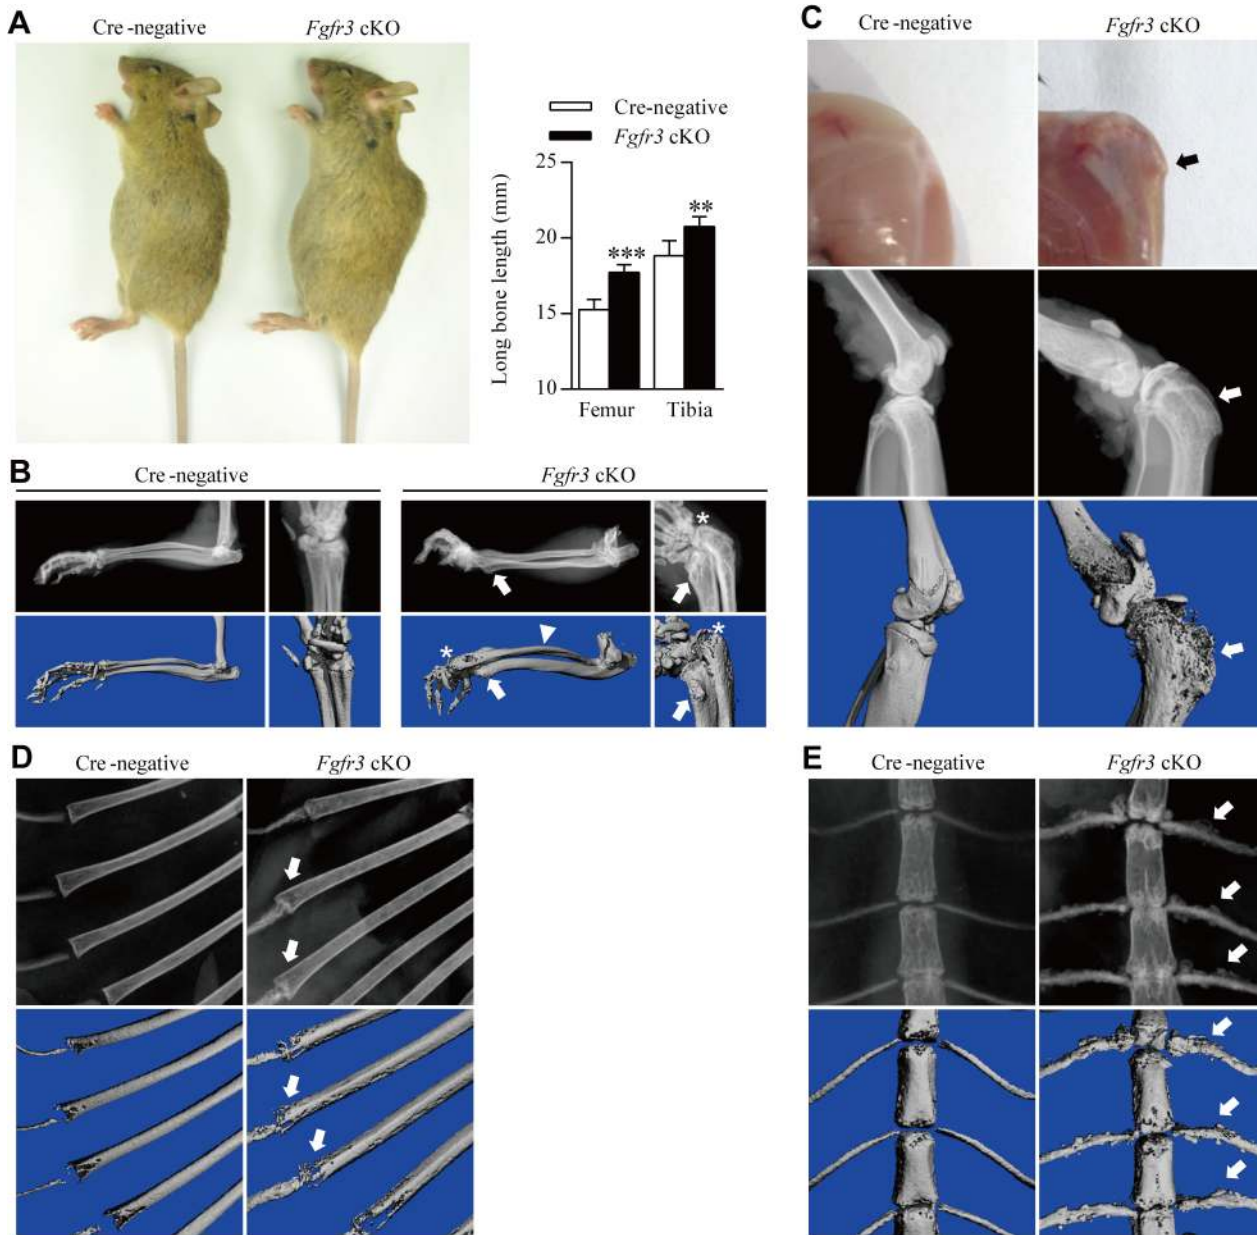 A
Cre-negative Fgfr3 cKO
Cre-negative
Fgfr3 cKO
Long bone length (mm)
25
20
15
10
***
**
Femur Tibia
B
Cre-negative Fgfr3 cKO
*
*
*
C
Cre-negative Fgfr3 cKO
D
Cre-negative Fgfr3 cKO
E
Cre-negative Fgfr3 cKO